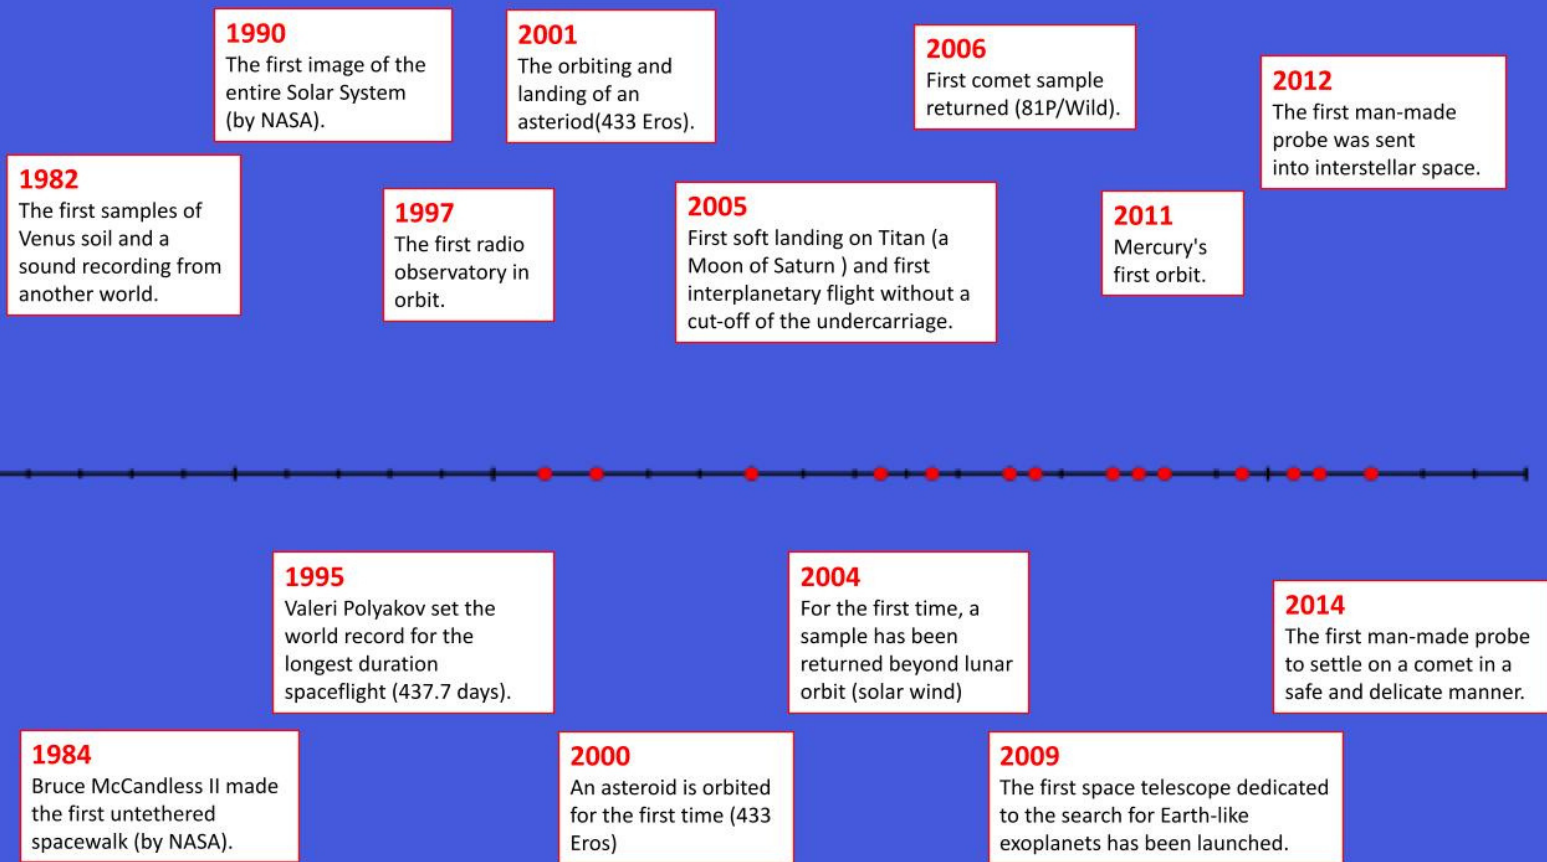 1990
The first image of the
entire Solar System
(by NASA).
2001
The orbiting and
landing of an
asteriod(433 Eros).
2006
First comet sample
returned (81P/Wild).
2012
The first man-made
probe was sent
into interstellar space.
1982
The first samples of
Venus soil and a
sound recording from
another world.
1997
The first radio
observatory in
orbit.
2005
First soft landing on Titan (a
Moon of Saturn ) and first
interplanetary flight without a
cut-off of the undercarriage.
2011
Mercury's
first orbit.
1995
Valeri Polyakov set the
world record for the
longest duration
spaceflight (437.7 days).
2004
For the first time, a
sample has been
returned beyond lunar
orbit (solar wind)
2014
The first man-made probe
to settle on a comet in a
safe and delicate manner.
1984
Bruce McCandless II made
the first untethered
spacewalk (by NASA).
2000
An asteroid is orbited
for the first time (433
Eros)
2009
The first space telescope dedicated
to the search for Earth-like
exoplanets has been launched.